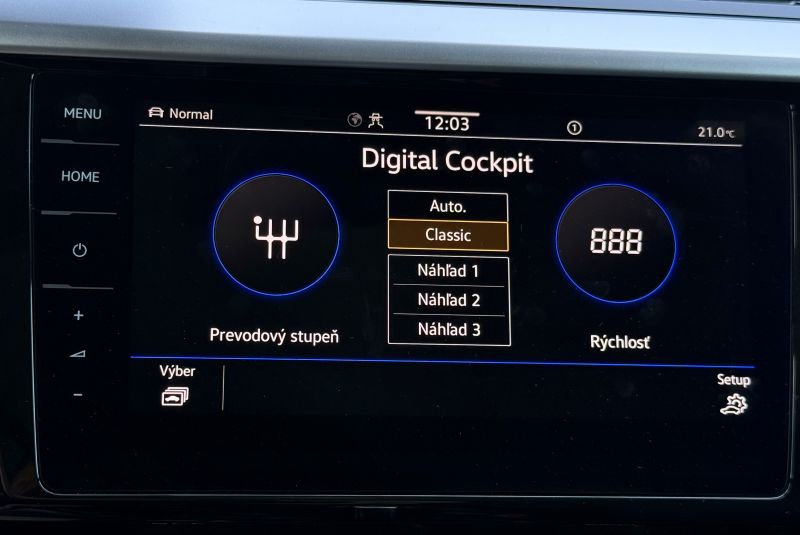 MENU
HOME
+
−
Normal
12:03
1
21.0°C
Digital Cockpit
Auto.
Classic
Náhľad 1
Náhľad 2
Náhľad 3
888
Prevodový stupeň
Rýchlosť
Výber
Setup